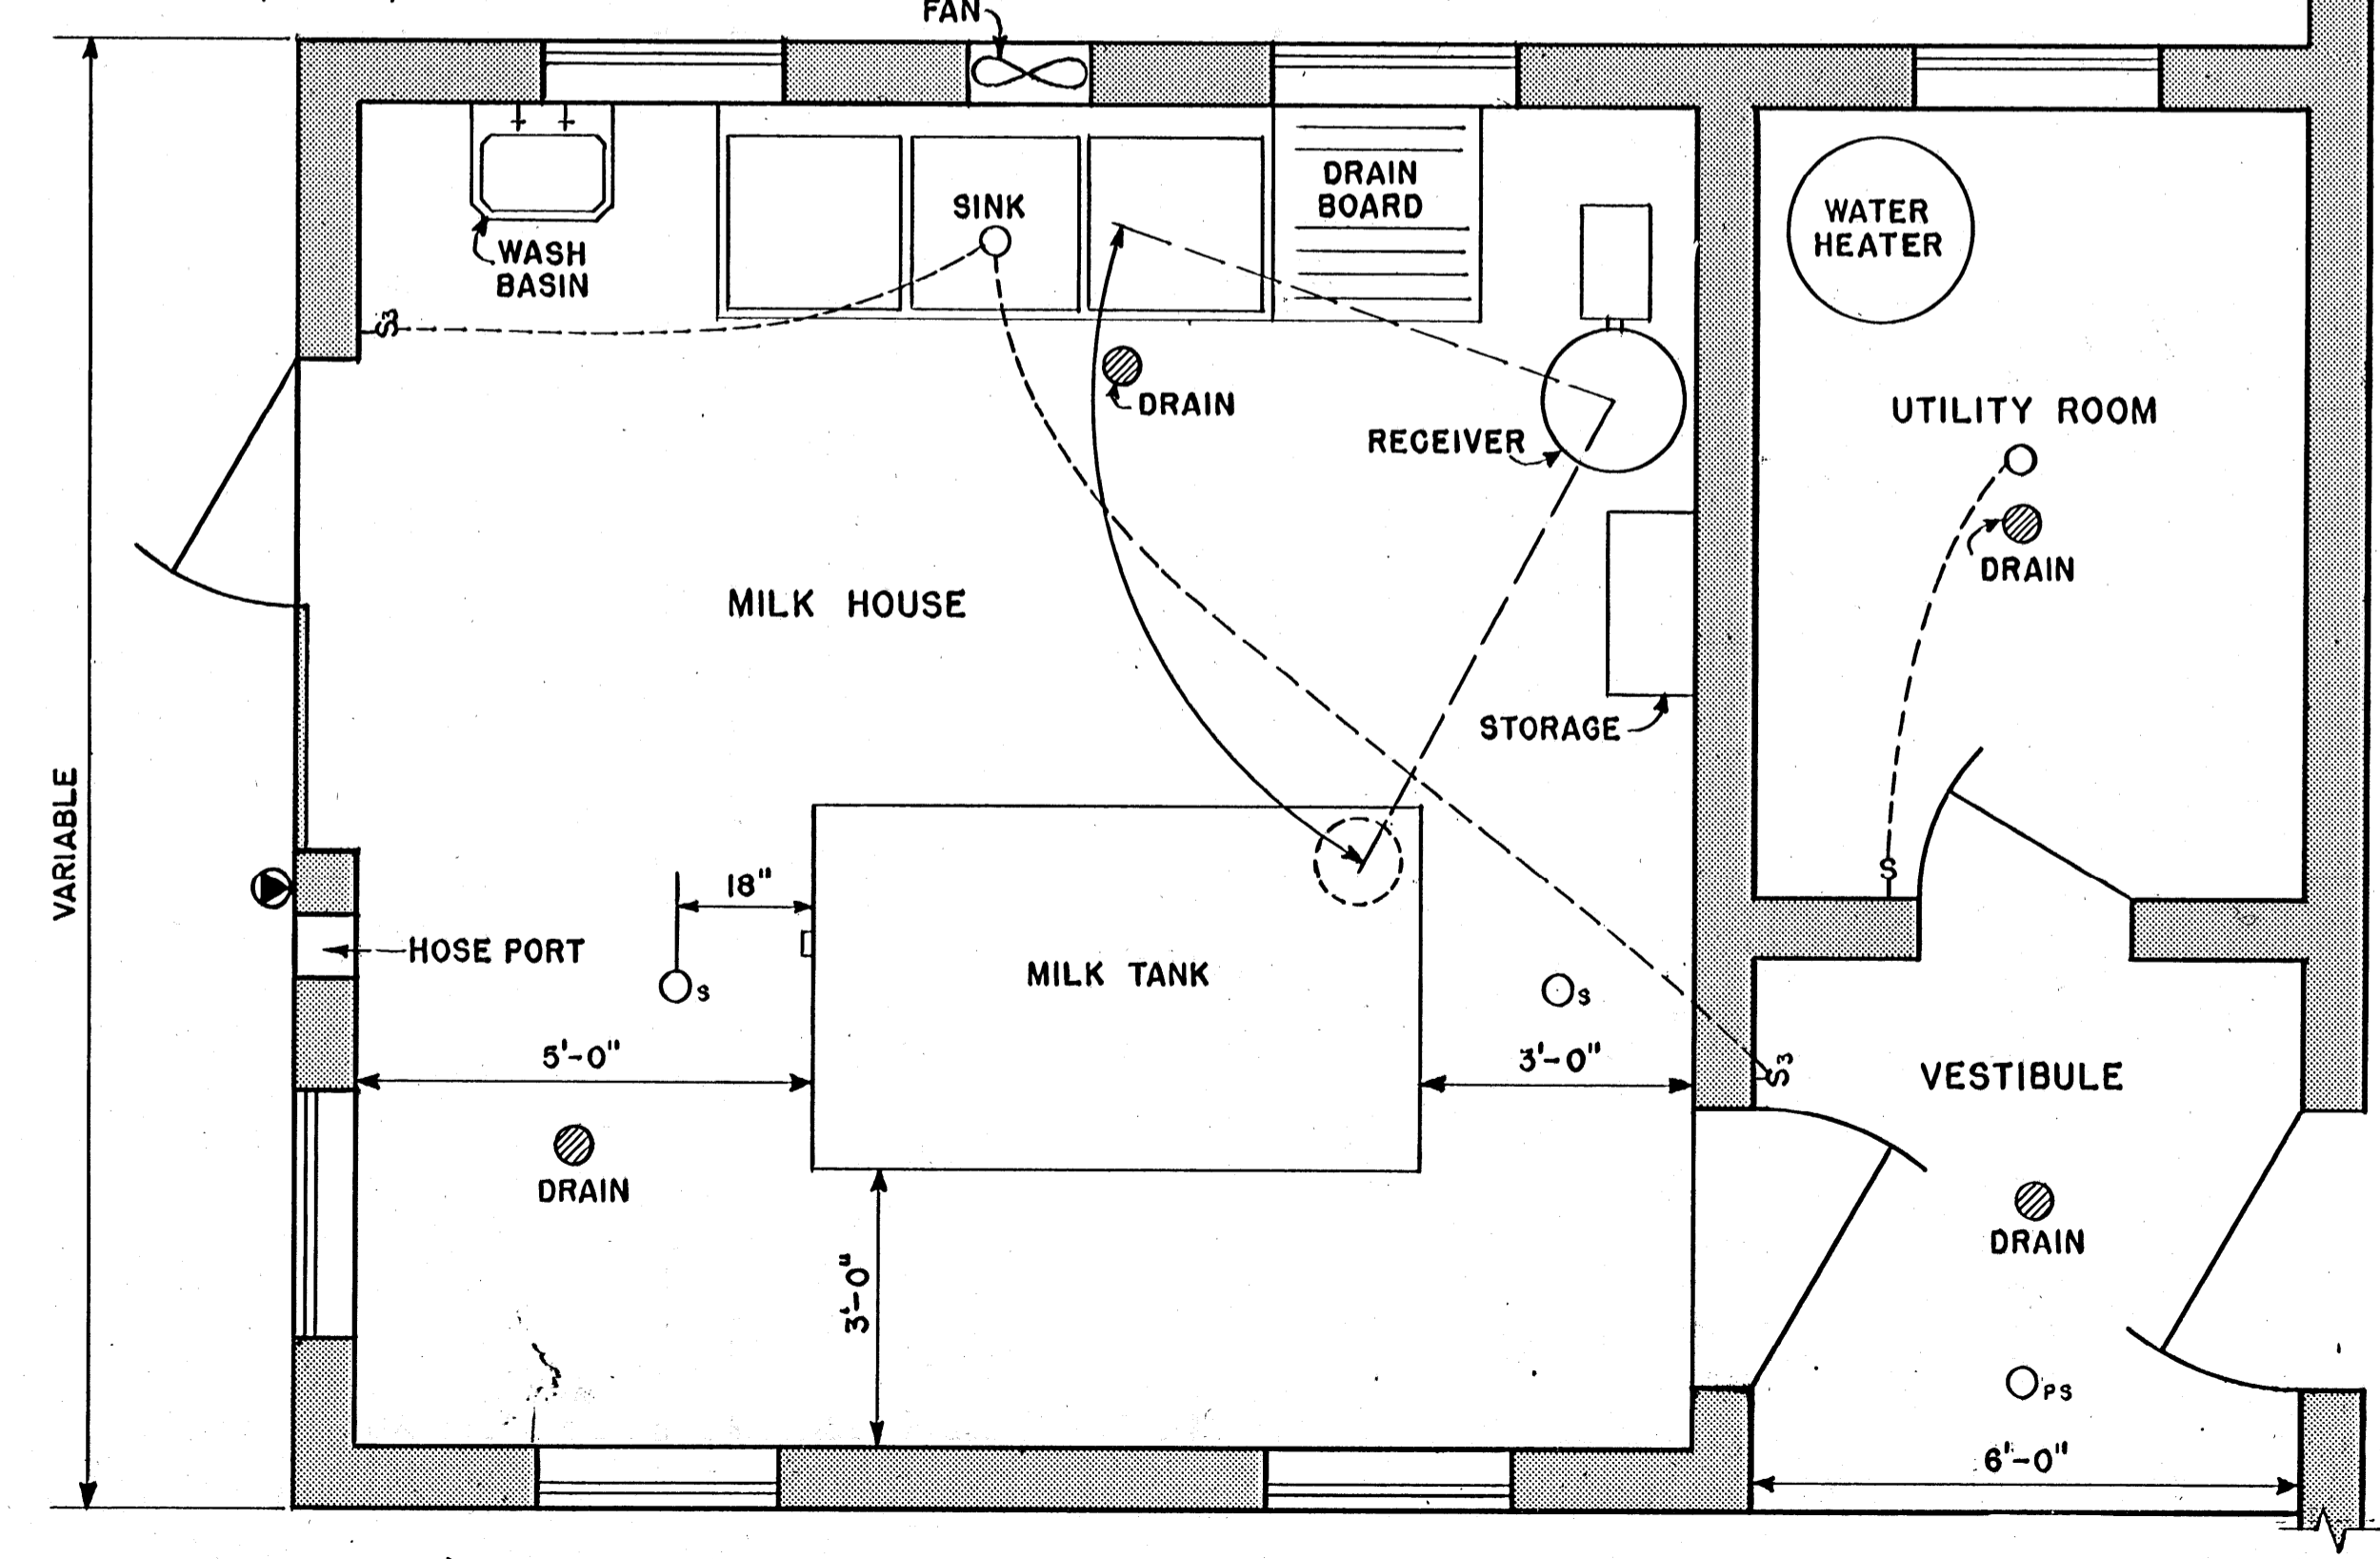 FAN
SINK
DRAIN
BOARD
WATER
HEATER
WASH
BASIN
S3
DRAIN
RECEIVER
UTILITY ROOM
DRAIN
MILK HOUSE
STORAGE
VARIABLE
18"
S
HOSE PORT
MILK TANK
S
S
5'-0"
3'-0"
S3
VESTIBULE
DRAIN
DRAIN
3'-0"
PS
6'-0"